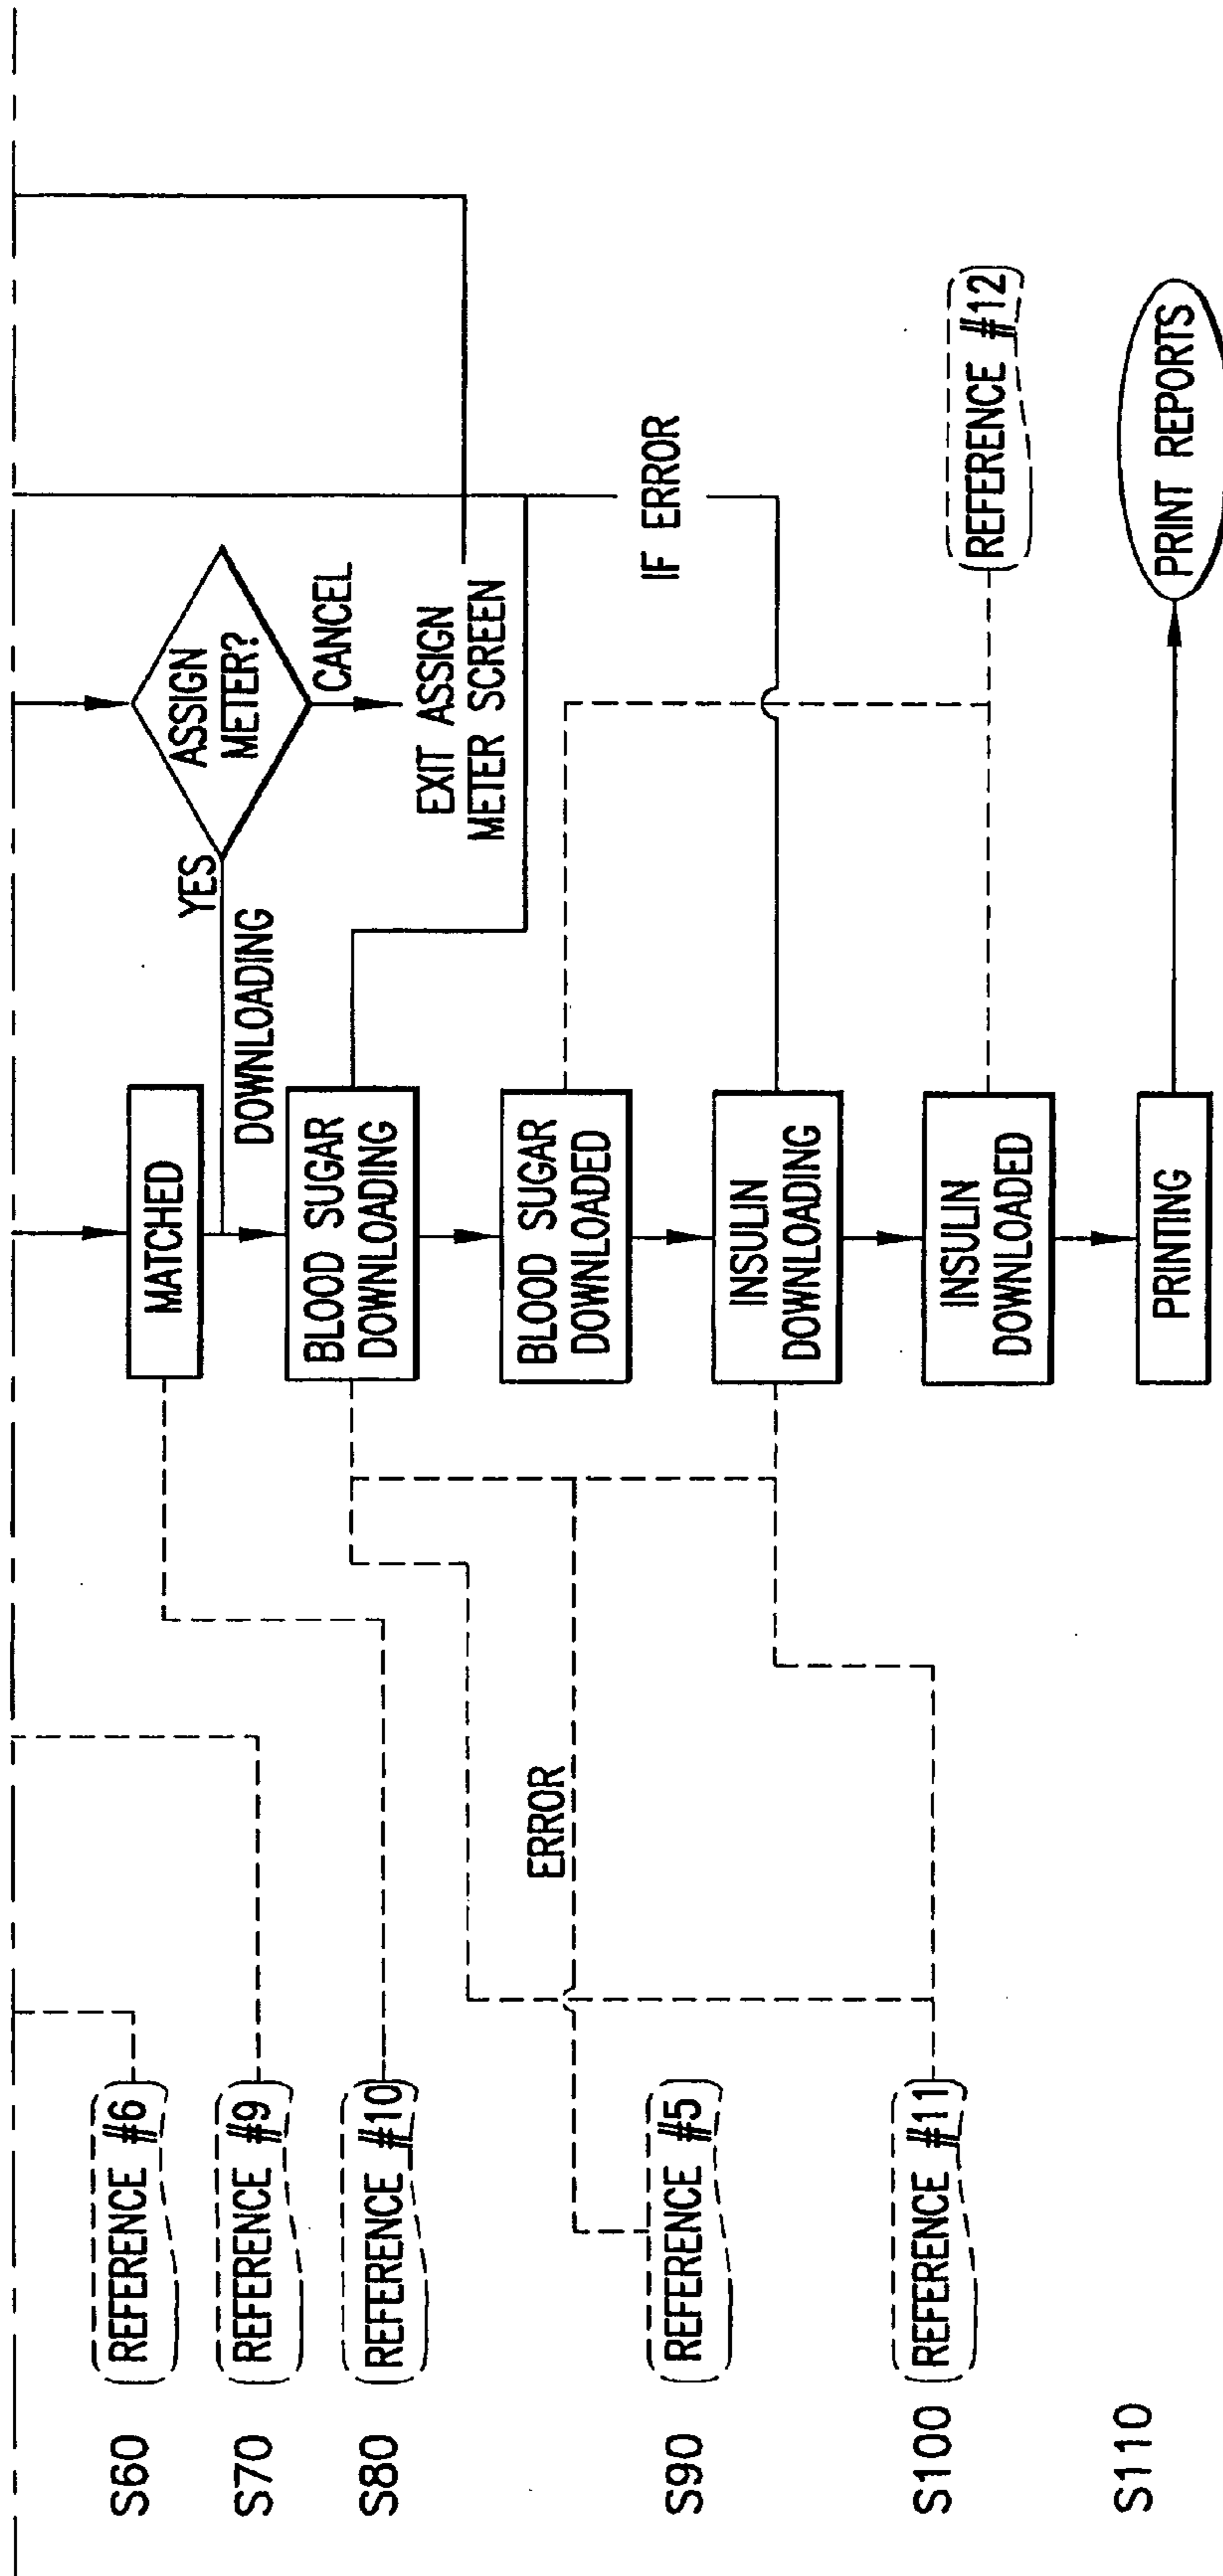 S60
REFERENCE #6
S70
REFERENCE #9
S80
REFERENCE #10
S90
REFERENCE #5
S100
REFERENCE #11
S110
ERROR
MATCHED
YES
DOWNLOADING
ASSIGN
METER?
CANCEL
EXIT ASSIGN
METER SCREEN
BLOOD SUGAR
DOWNLOADING
BLOOD SUGAR
DOWNLOADED
IF ERROR
INSULIN
DOWNLOADING
INSULIN
DOWNLOADED
REFERENCE #12
PRINTING
PRINT REPORTS